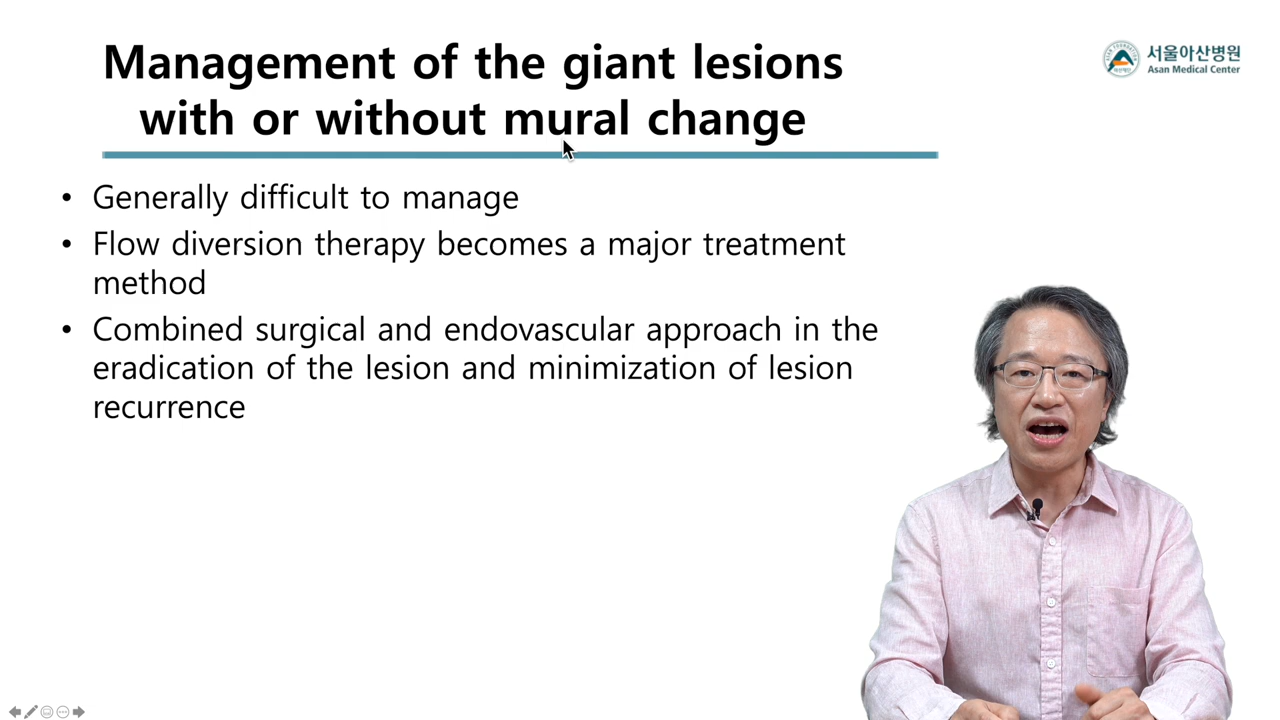 Management of the giant lesions
with or without mural change
서울아산병원
Asan Medical Center
• Generally difficult to manage
• Flow diversion therapy becomes a major treatment
method
• Combined surgical and endovascular approach in the
eradication of the lesion and minimization of lesion
recurrence